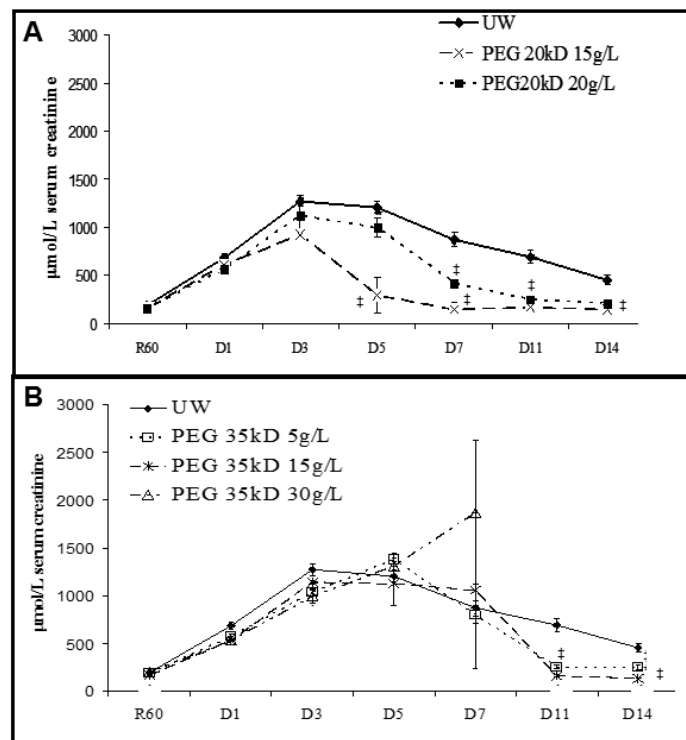 A
UW
PEG 20kD 15g/L
PEG20kD 20g/L
µmol/L serum creatinine
3000
2500
2000
1500
1000
500
0
‡
‡
‡
‡
‡
R60 D1 D3 D5 D7 D11 D14
B
UW
PEG 35kD 5g/L
PEG 35kD 15g/L
PEG 35kD 30g/L
µmol/L serum creatinine
3000
2500
2000
1500
1000
500
0
‡
‡
‡
R60 D1 D3 D5 D7 D11 D14